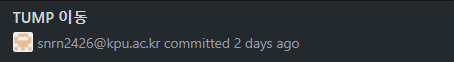 TUMP 이동
snrn2426@kpu.ac.kr committed 2 days ago